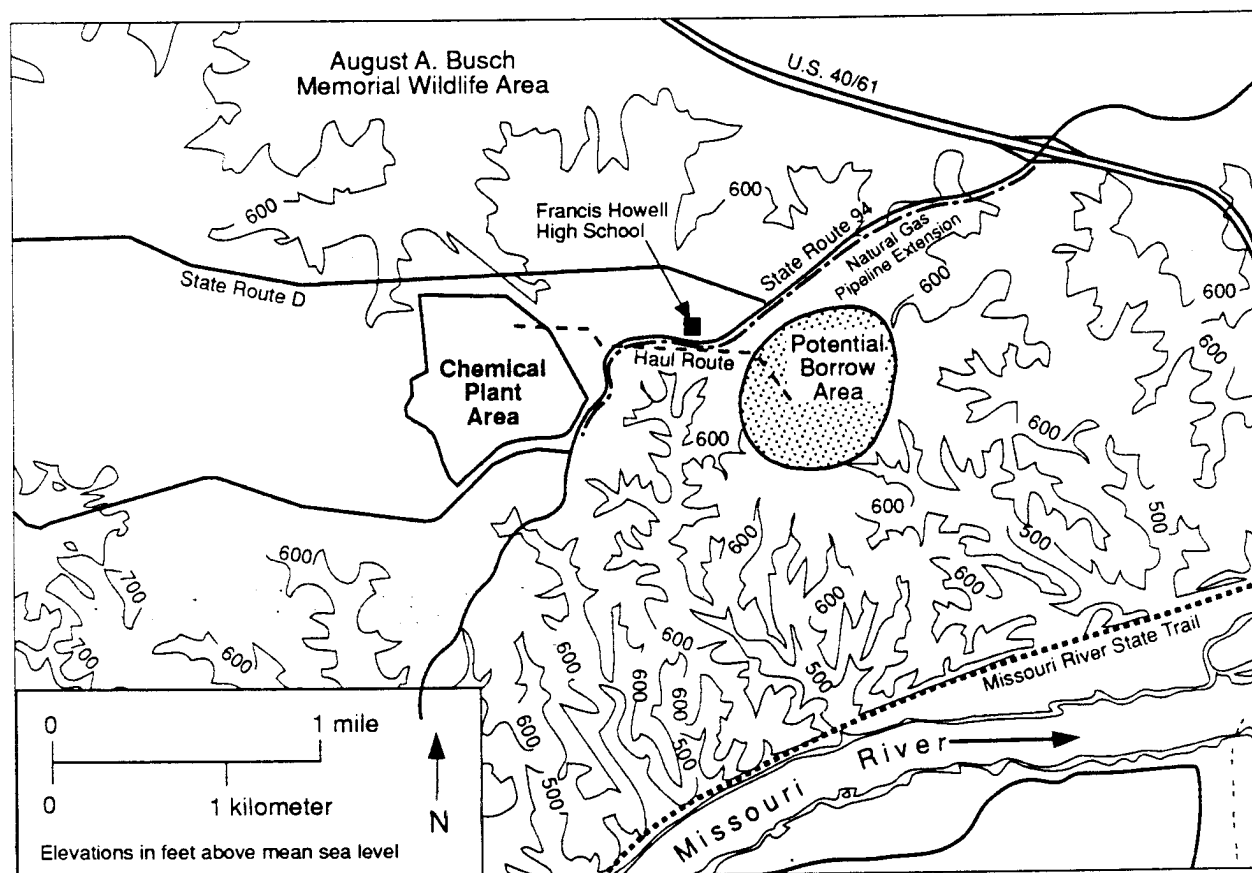 August A. Busch
Memorial Wildlife Area
U.S. 40/61
600
600
600
Francis Howell
High School
State Route 94
Natural Gas
Pipeline Extension
600
600
600
State Route D
Haul Route
Chemical
Plant
Area
Potential
Borrow
Area
600
600
600
500
500
600
600
700
600
600
600
700
600
600
600
600
600
500
500
600
500
Missouri River State Trail
Missouri River
0 1 mile
0 1 kilometer
N
Elevations in feet above mean sea level